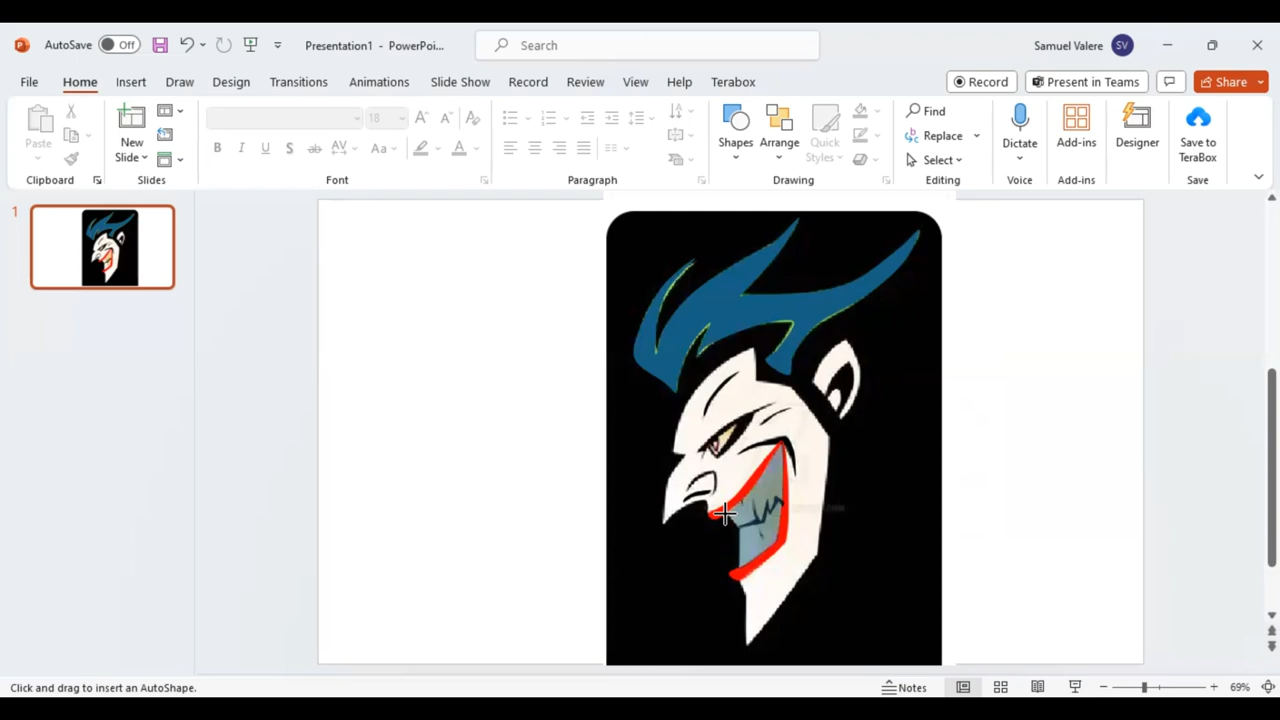 AutoSave Off Presentation1 - PowerPoi... Search Samuel Valere SV
File Home Insert Draw Design Transitions Animations Slide Show Record Review View Help Terabox Record Present in Teams Share
Paste
Clipboard
New
Slide
Slides
18
Font
Paragraph
Shapes
Arrange
Quick
Styles
Drawing
Find
Replace
Select
Editing
Dictate
Voice
Add-ins
Add-ins
Designer
Save to
TeraBox
Save
1
Click and drag to insert an AutoShape. Notes 69%